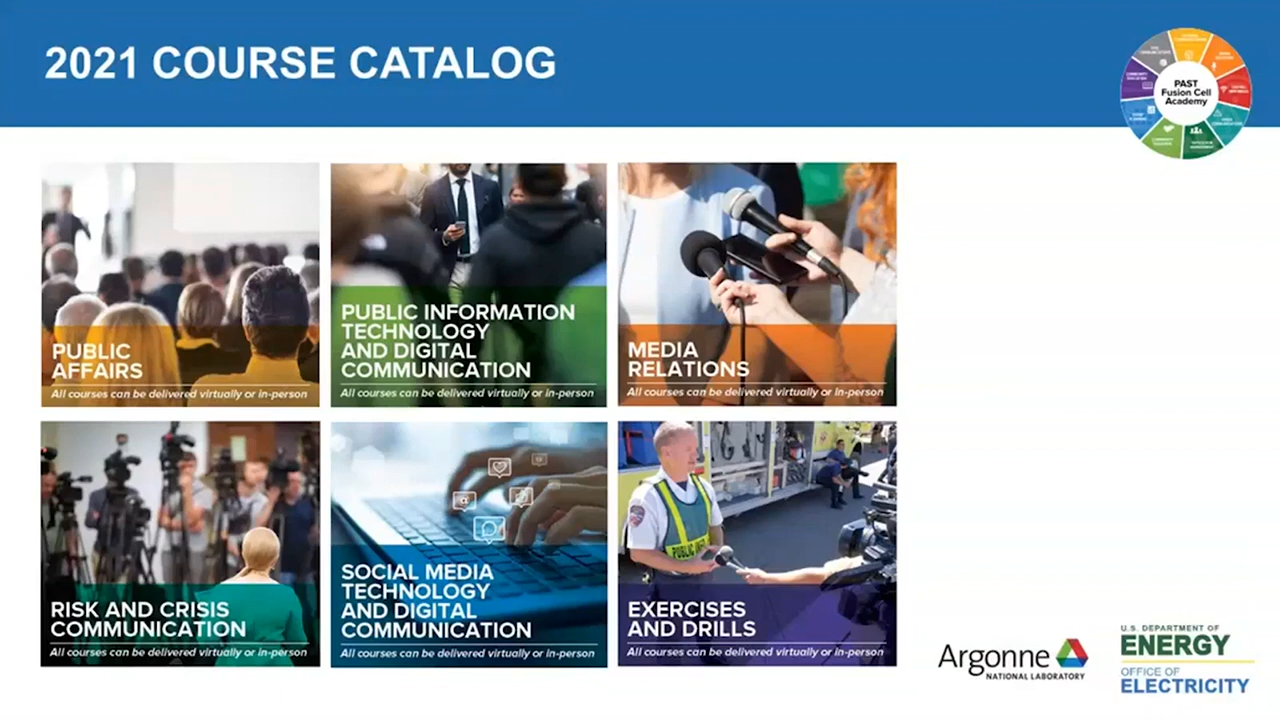 2021 COURSE CATALOG
PAST
Fusion Cell
Academy
PUBLIC
AFFAIRS
All courses can be delivered virtually or in-person
PUBLIC INFORMATION
TECHNOLOGY
AND DIGITAL
COMMUNICATION
All courses can be delivered virtually or in-person
MEDIA
RELATIONS
All courses can be delivered virtually or in-person
RISK AND CRISIS
COMMUNICATION
All courses can be delivered virtually or in-person
SOCIAL MEDIA
TECHNOLOGY
AND DIGITAL
COMMUNICATION
All courses can be delivered virtually or in-person
PUBLIC
EXERCISES
AND DRILLS
All courses can be delivered virtually or in-person
Argonne
NATIONAL LABORATORY
U.S. DEPARTMENT OF
ENERGY
OFFICE OF
ELECTRICITY